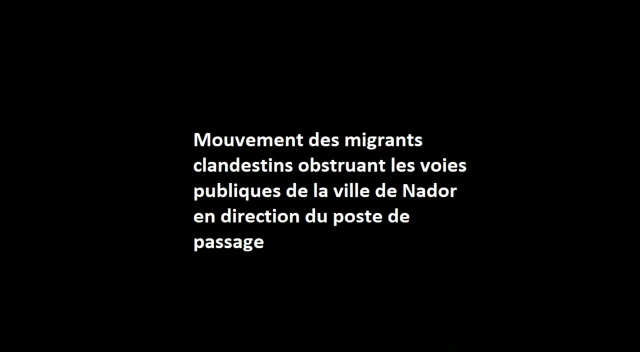 Mouvement des migrants
clandestins obstruant les voies
publiques de la ville de Nador
en direction du poste de
passage